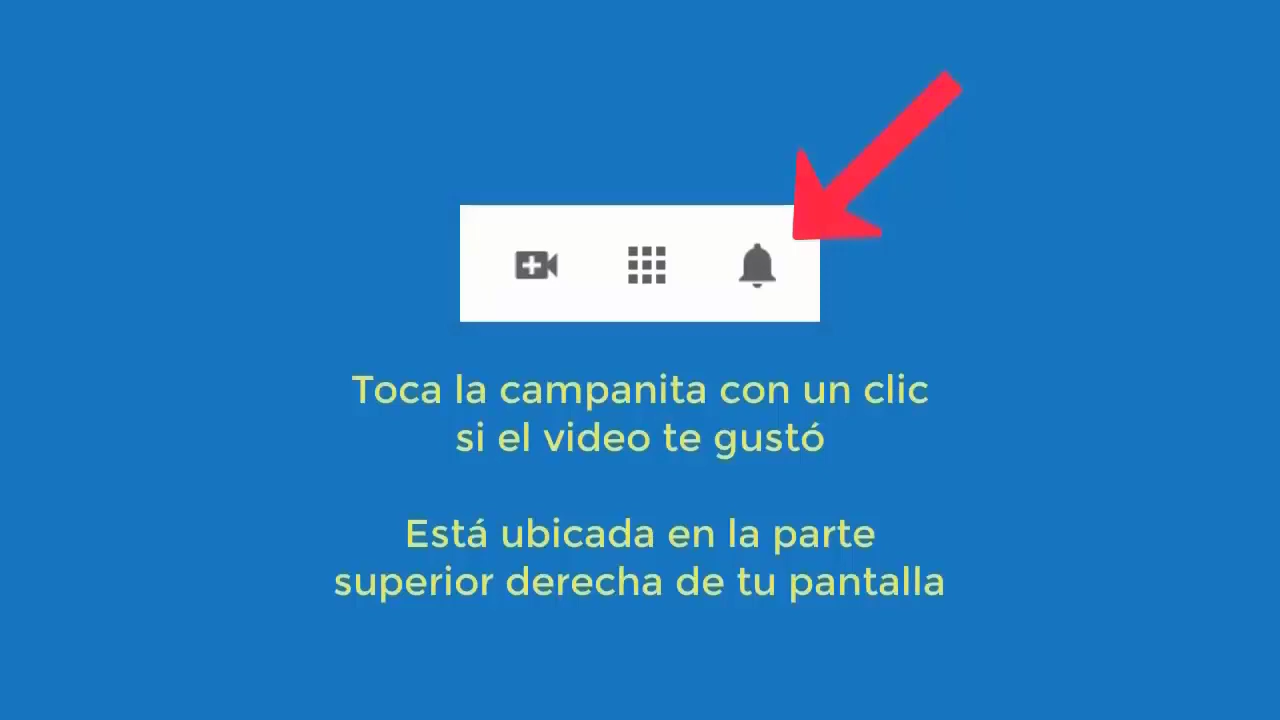 Toca la campanita con un clic
si el video te gustó
Está ubicada en la parte
superior derecha de tu pantalla